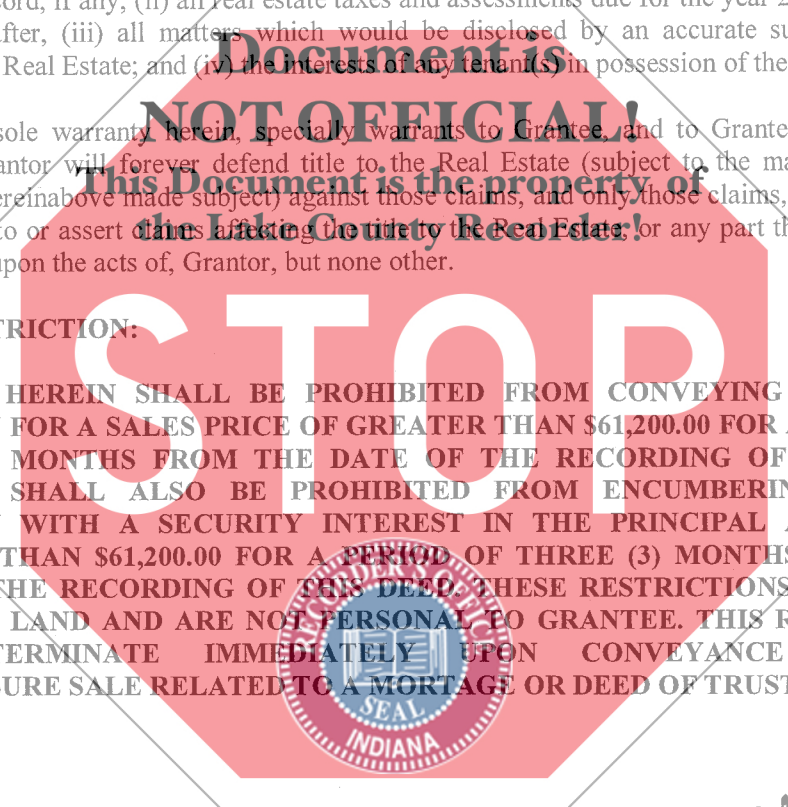 ord, if any, (ii) all real estate taxes and assessments due for the year 2
after, (iii) all matters which would be disclosed by an accurate su
Document is
Real Estate; and (iv) the interests of any tenant(s) in possession of the
NOT OFFICIAL!
sole warranty herein, specially warrants to Grantee, and to Grante
antor will forever defend title to the Real Estate (subject to the ma
This Document is the property of
ereinabove made subject) against those claims, and only those claims,
the Lake County Recorder!
to or assert claims affecting the title to the Real Estate, or any part th
upon the acts of, Grantor, but none other.
TRICTION:
STOP
HEREIN SHALL BE PROHIBITED FROM CONVEYING
FOR A SALES PRICE OF GREATER THAN $61,200.00 FOR A
MONTHS FROM THE DATE OF THE RECORDING OF
SHALL ALSO BE PROHIBITED FROM ENCUMBERIN
WITH A SECURITY INTEREST IN THE PRINCIPAL A
THAN $61,200.00 FOR A PERIOD OF THREE (3) MONTHS
HE RECORDING OF THIS DEED. THESE RESTRICTIONS
LAND AND ARE NOT PERSONAL TO GRANTEE. THIS R
TERMINATE IMMEDIATELY UPON CONVEYANCE
SURE SALE RELATED TO A MORTAGE OR DEED OF TRUST
RECORDER'S OFFICE
SEAL
INDIANA